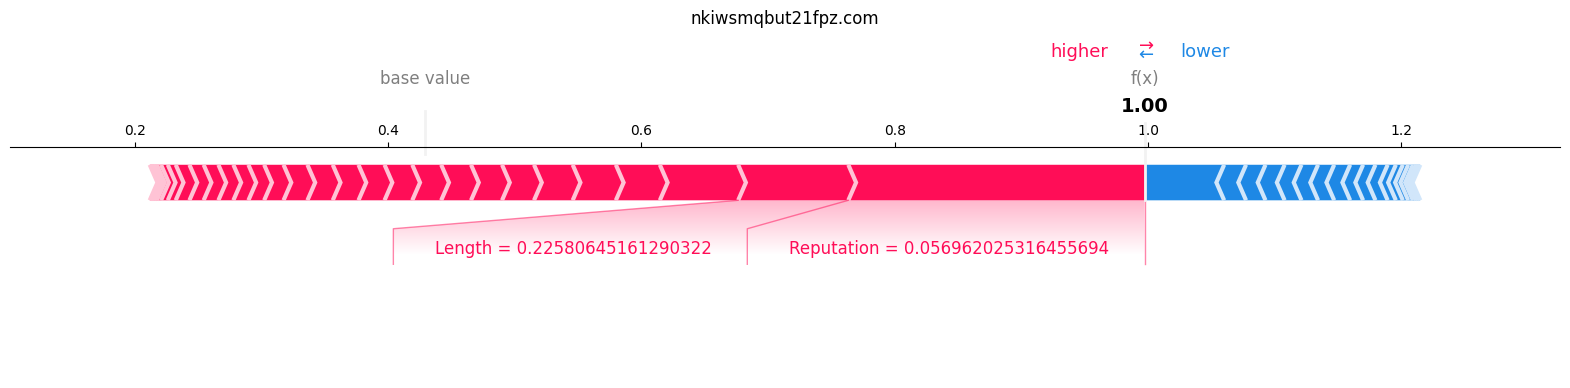 nkiwsmqbut21fpz.com
higher ⇄ lower
base value f(x)
1.00
0.2 0.4 0.6 0.8 1.0 1.2
Length = 0.22580645161290322 Reputation = 0.056962025316455694